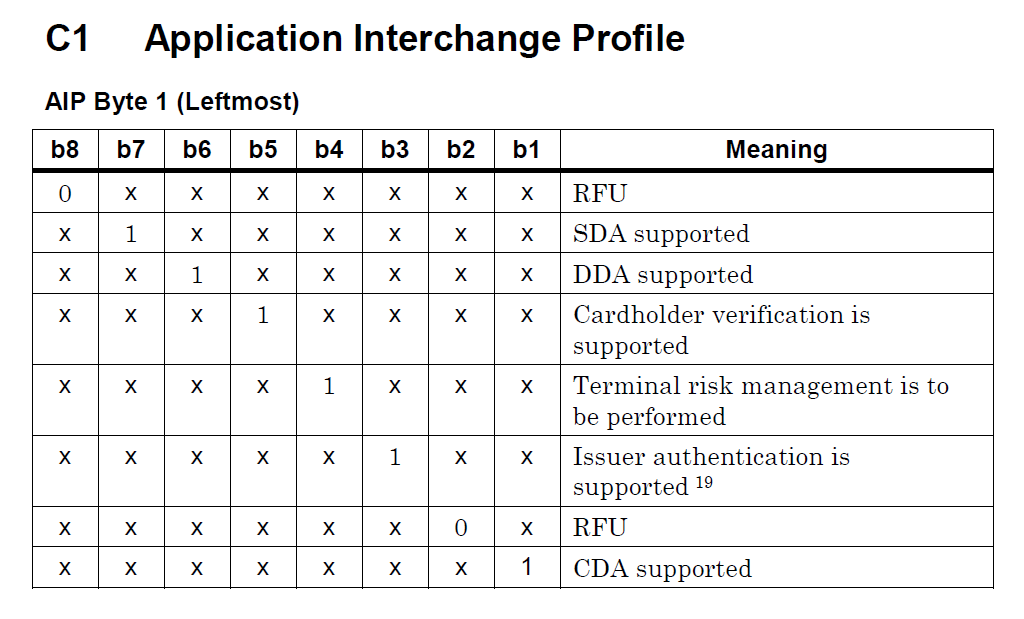 C1 Application Interchange Profile
AIP Byte 1 (Leftmost)
b8 b7 b6 b5 b4 b3 b2 b1 Meaning
0 x x x x x x x RFU
x 1 x x x x x x SDA supported
x x 1 x x x x x DDA supported
x x x 1 x x x x Cardholder verification is
supported
x x x x 1 x x x Terminal risk management is to
be performed
x x x x x 1 x x Issuer authentication is
supported 19
x x x x x x 0 x RFU
x x x x x x x 1 CDA supported